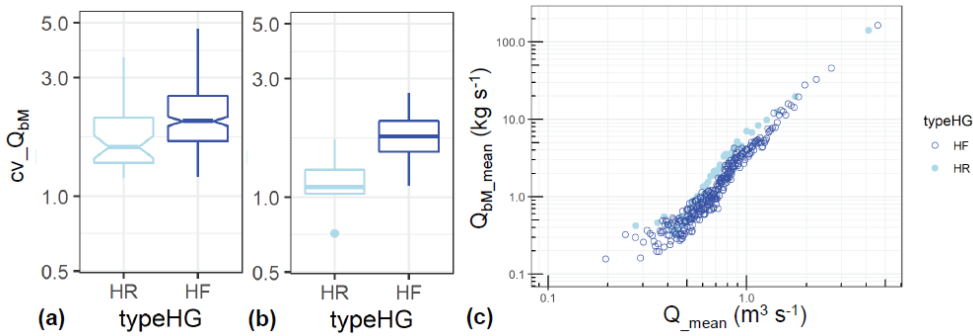 5.0
3.0
1.0
0.5
cv_QbM
HR HF
typeHG
(a)
5.0
3.0
1.0
0.5
HR HF
typeHG
(b)
100.0
10.0
1.0
0.1
QbM_mean (kg s-1)
0.1 1.0
Q_mean (m3 s-1)
(c)
typeHG
HF
HR